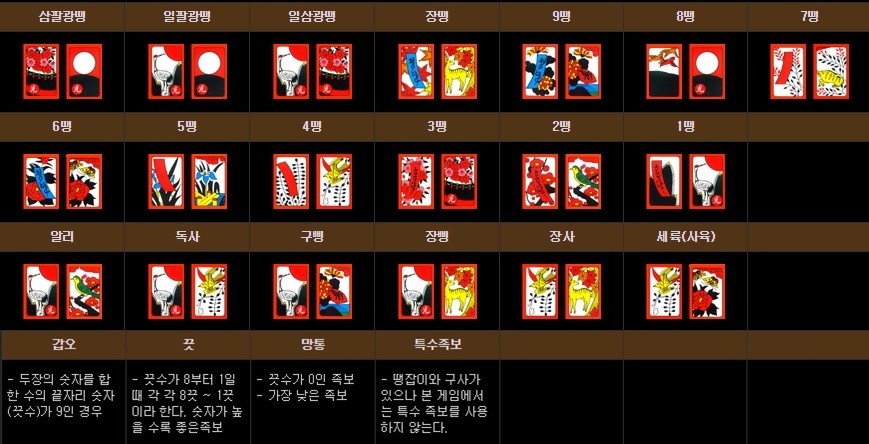 삼팔광땡 일팔광땡 일삼광땡 장땡 9땡 8땡 7땡
6땡 5땡 4땡 3땡 2땡 1땡
알리 독사 구삥 장삥 장사 세륙(사육)
갑오 끗 망통 특수족보
- 두장의 숫자를 합
한 수의 끝자리 숫자
(끗수)가 9인 경우
- 끗수가 8부터 1일
때 각 각 8끗 ~ 1끗
이라 한다. 숫자가 높
을 수록 좋은족보
- 끗수가 0인 족보
- 가장 낮은 족보
- 땡잡이와 구사가
있으나 본 게임에서
는 특수 족보를 사용
하지 않는다.